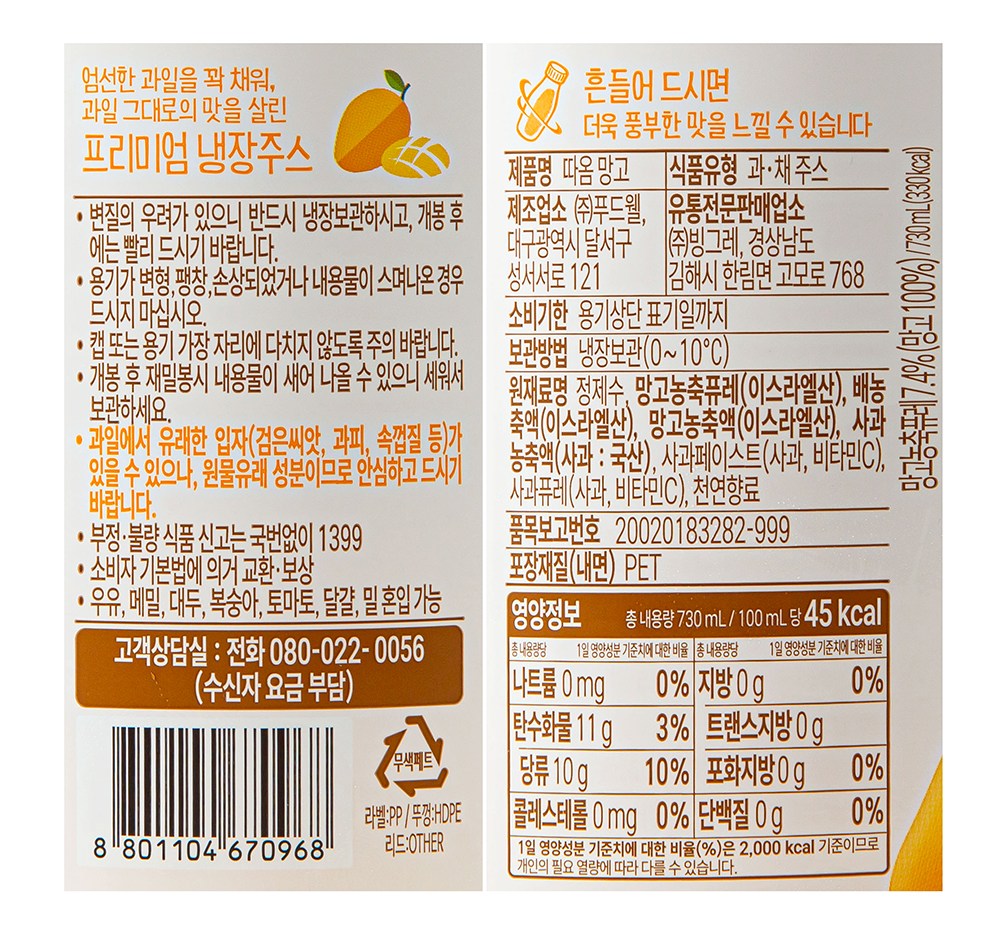 엄선한 과일을 꽉 채워,
과일 그대로의 맛을 살린
프리미엄 냉장주스
• 변질의 우려가 있으니 반드시 냉장보관하시고, 개봉 후
에는 빨리 드시기 바랍니다.
• 용기가 변형,팽창,손상되었거나 내용물이 스며나온 경우
드시지 마십시오.
• 캡 또는 용기 가장 자리에 다치지 않도록 주의 바랍니다.
• 개봉 후 재밀봉시 내용물이 새어 나올 수 있으니 세워서
보관하세요.
• 과일에서 유래한 입자(검은씨앗, 과피, 속껍질 등)가
있을 수 있으나, 원물유래 성분이므로 안심하고 드시기
바랍니다.
• 부정·불량 식품 신고는 국번없이 1399
• 소비자 기본법에 의거 교환·보상
• 우유, 메밀, 대두, 복숭아, 토마토, 달걀, 밀 혼입 가능
고객상담실 : 전화 080-022- 0056
(수신자 요금 부담)
8 801104 670968
무색페트
라벨:PP / 뚜껑:HDPE
리드:OTHER
흔들어 드시면
더욱 풍부한 맛을 느낄 수 있습니다
제품명 따옴 망고
식품유형 과·채 주스
제조업소 ㈜푸드웰,
대구광역시 달서구
성서서로 121
유통전문판매업소
㈜빙그레, 경상남도
김해시 한림면 고모로 768
소비기한 용기상단 표기일까지
보관방법 냉장보관(0~10℃)
원재료명 정제수, 망고농축퓨레(이스라엘산), 배농
축액(이스라엘산), 망고농축액(이스라엘산), 사과
농축액(사과 : 국산), 사과페이스트(사과, 비타민C),
사과퓨레(사과, 비타민C), 천연향료
품목보고번호 20020183282-999
포장재질(내면) PET
망고농축퓨레 7.4% (망고 100%) / 730mL(330kcal)
영양정보 총 내용량 730 mL / 100 mL 당 45 kcal
총 내용량당 1일 영양성분 기준치에 대한 비율 총 내용량당 1일 영양성분 기준치에 대한 비율
나트륨 0 mg 0% 지방 0 g 0%
탄수화물 11 g 3% 트랜스지방 0 g
당류 10 g 10% 포화지방 0 g 0%
콜레스테롤 0 mg 0% 단백질 0 g 0%
1일 영양성분 기준치에 대한 비율(%)은 2,000 kcal 기준이므로
개인의 필요 열량에 따라 다를 수 있습니다.